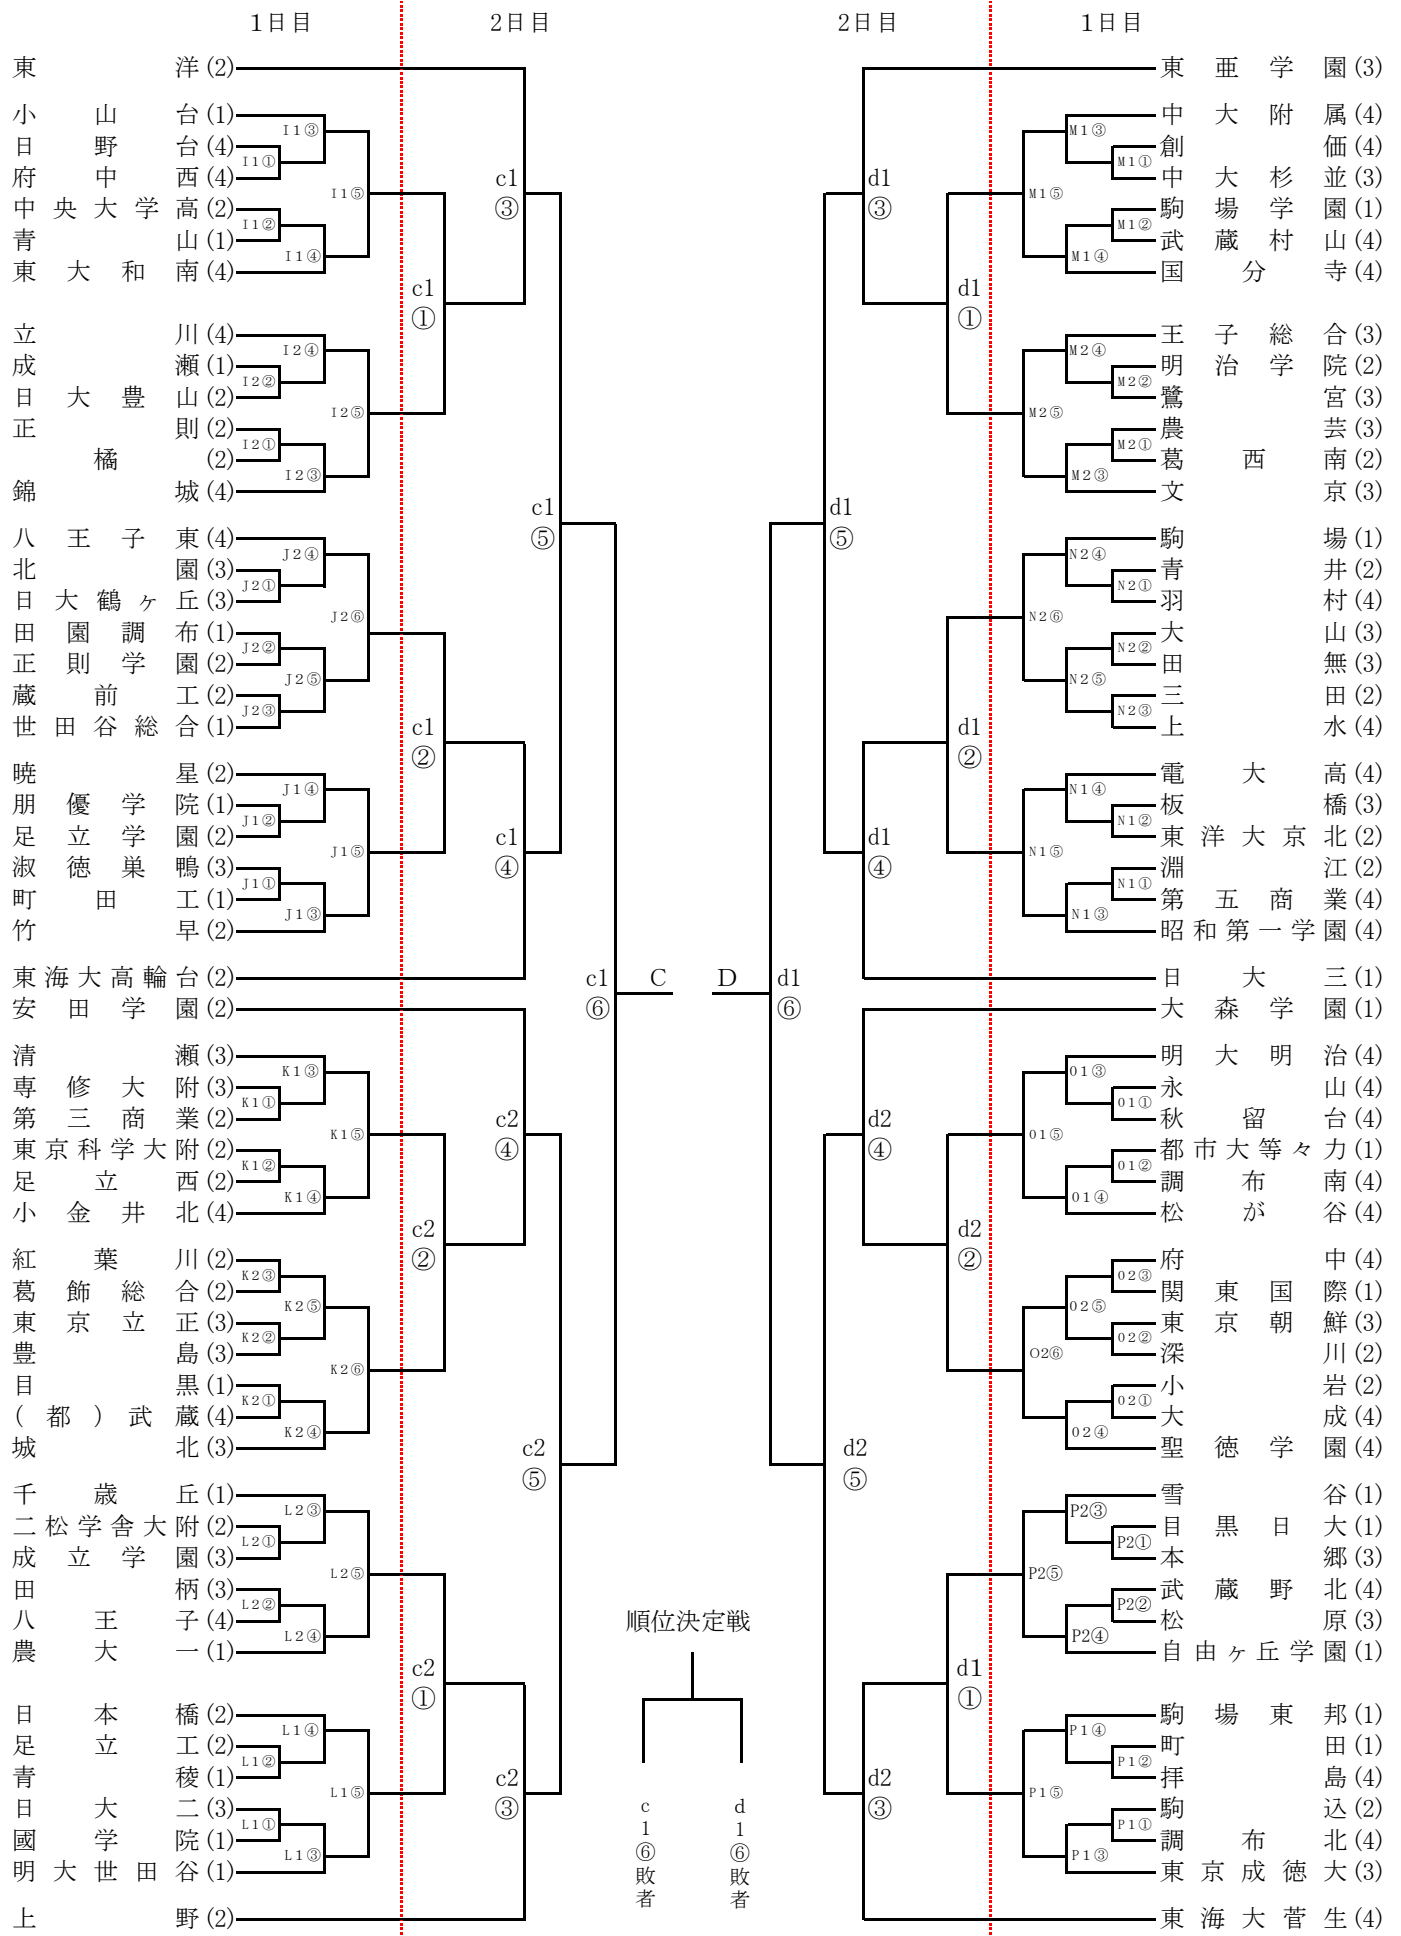 1日目 2日目 2日目 1日目
東洋(2)
小山台(1)
I1③
日野台(4)
I1①
府中西(4)
I1⑤
中央大学高(2)
I1②
青山(1)
I1④
東大和南(4)
c1
③
c1
①
立川(4)
I2④
成瀬(1)
I2②
日大豊山(2)
I2⑤
正則(2)
I2①
橘(2)
I2③
錦城(4)
c1
⑤
八王子東(4)
J2④
北園(3)
J2①
日大鶴ヶ丘(3)
J2⑥
田園調布(1)
J2②
正則学園(2)
J2⑤
蔵前工(2)
J2③
世田谷総合(1)
c1
②
暁星(2)
J1④
朋優学院(1)
J1②
足立学園(2)
J1⑤
淑徳巣鴨(3)
J1①
町田工(1)
J1③
竹早(2)
c1
④
東海大高輪台(2)
c1
⑥
C
安田学園(2)
清瀬(3)
K1③
専修大附(3)
K1①
第三商業(2)
K1⑤
東京科学大附(2)
K1②
足立西(2)
K1④
小金井北(4)
c2
④
c2
②
紅葉川(2)
K2③
葛飾総合(2)
K2⑤
東京立正(3)
K2②
豊島(3)
K2⑥
目黒(1)
K2①
(都)武蔵(4)
K2④
城北(3)
c2
⑤
千歳丘(1)
L2③
二松学舎大附(2)
L2①
成立学園(3)
L2⑤
田柄(3)
L2②
八王子(4)
L2④
農大一(1)
c2
①
日本橋(2)
L1④
足立工(2)
L1②
青稜(1)
L1⑤
日大二(3)
L1①
國学院(1)
L1③
明大世田谷(1)
c2
③
上野(2)
東亜学園(3)
中大附属(4)
M1③
創価(4)
M1①
中大杉並(3)
M1⑤
駒場学園(1)
M1②
武蔵村山(4)
M1④
国分寺(4)
d1
③
d1
①
王子総合(3)
M2④
明治学院(2)
M2②
鷺宮(3)
M2⑤
農芸(3)
M2①
葛西南(2)
M2③
文京(3)
d1
⑤
駒場(1)
N2④
青井(2)
N2①
羽村(4)
N2⑥
大山(3)
N2②
田無(3)
N2⑤
三田(2)
N2③
上水(4)
d1
②
電大高(4)
N1④
板橋(3)
N1②
東洋大京北(2)
N1⑤
淵江(2)
N1①
第五商業(4)
N1③
昭和第一学園(4)
d1
④
日大三(1)
D
d1
⑥
大森学園(1)
明大明治(4)
O1③
永山(4)
O1①
秋留台(4)
O1⑤
都市大等々力(1)
O1②
調布南(4)
O1④
松が谷(4)
d2
④
d2
②
府中(4)
O2③
関東国際(1)
O2⑤
東京朝鮮(3)
O2②
深川(2)
O2⑥
小岩(2)
O2①
大成(4)
O2④
聖徳学園(4)
d2
⑤
雪谷(1)
P2③
目黒日大(1)
P2①
本郷(3)
P2⑤
武蔵野北(4)
P2②
松原(3)
P2④
自由ヶ丘学園(1)
d1
①
駒場東邦(1)
P1④
町田(1)
P1②
拝島(4)
P1⑤
駒込(2)
P1①
調布北(4)
P1③
東京成徳大(3)
d2
③
東海大菅生(4)
順位決定戦
c1⑥敗者
d1⑥敗者